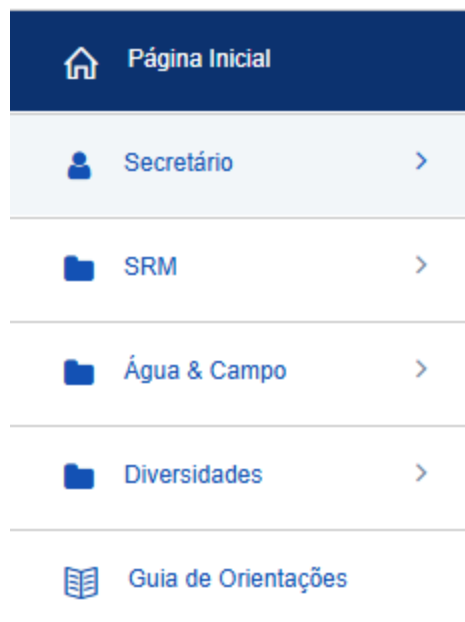 Página Inicial
Secretário
SRM
Água & Campo
Diversidades
Guia de Orientações